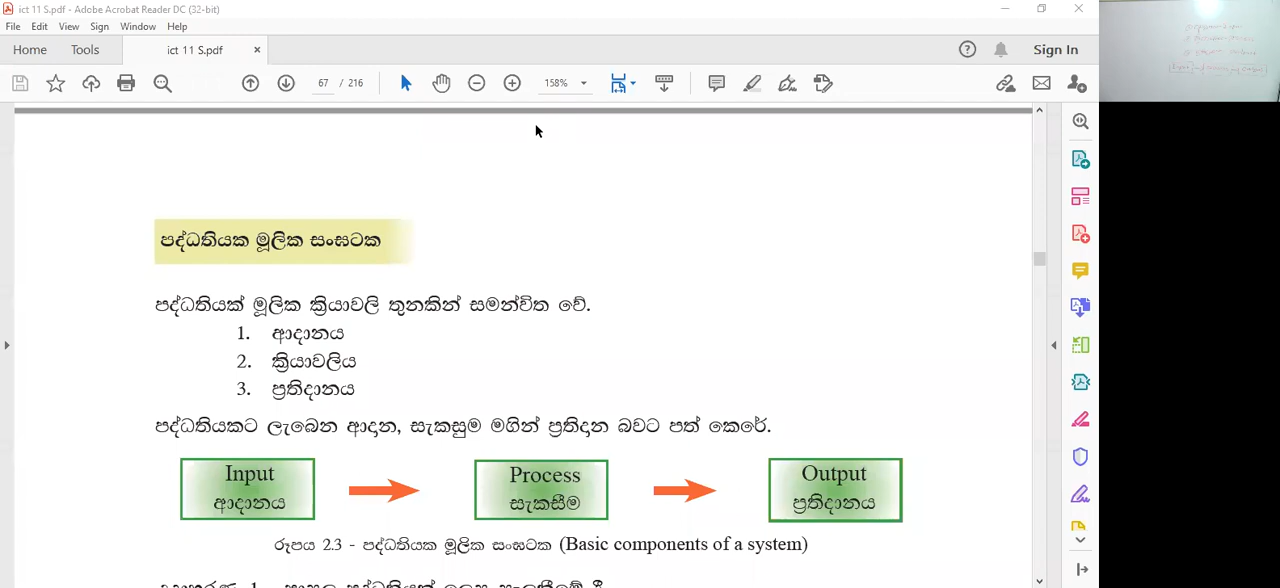 ict 11 S.pdf - Adobe Acrobat Reader DC (32-bit)
File Edit View Sign Window Help
Home Tools ict 11 S.pdf × Sign In
67 / 216 158%
පද්ධතියක මූලික සංඝටක
පද්ධතියක් මූලික ක්‍රියාවලි තුනකින් සමන්විත වේ.
1. ආදානය
2. ක්‍රියාවලිය
3. ප්‍රතිදානය
පද්ධතියකට ලැබෙන ආදාන, සැකසුම මගින් ප්‍රතිදාන බවට පත් කෙරේ.
Input Process Output
ආදානය සැකසීම ප්‍රතිදානය
රූපය 2.3 - පද්ධතියක මූලික සංඝටක (Basic components of a system)